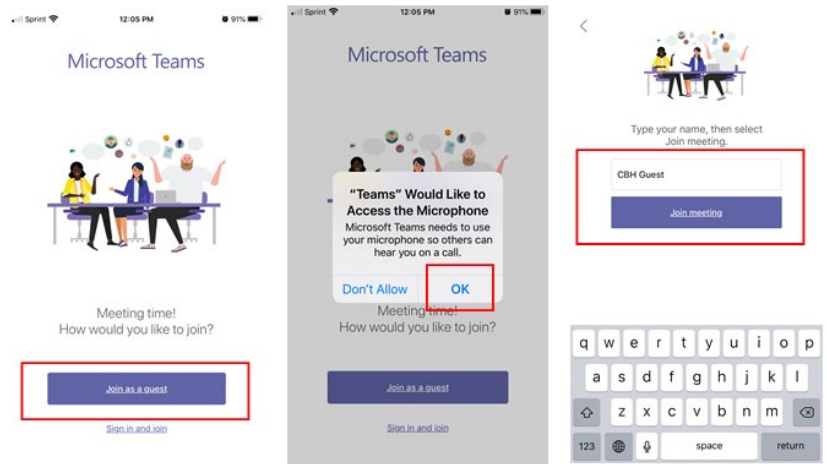 Sprint 12:05 PM 91%
Microsoft Teams
Meeting time!
How would you like to join?
Join as a guest
Sign in and join
Sprint 12:05 PM 91%
Microsoft Teams
"Teams" Would Like to
Access the Microphone
Microsoft Teams needs to use
your microphone so others can
hear you on a call.
Don't Allow OK
Meeting time!
How would you like to join?
Join as a guest
Sign in and join
Type your name, then select
Join meeting.
CBH Guest
Join meeting
q w e r t y u i o p
a s d f g h j k l
z x c v b n m
123 space return